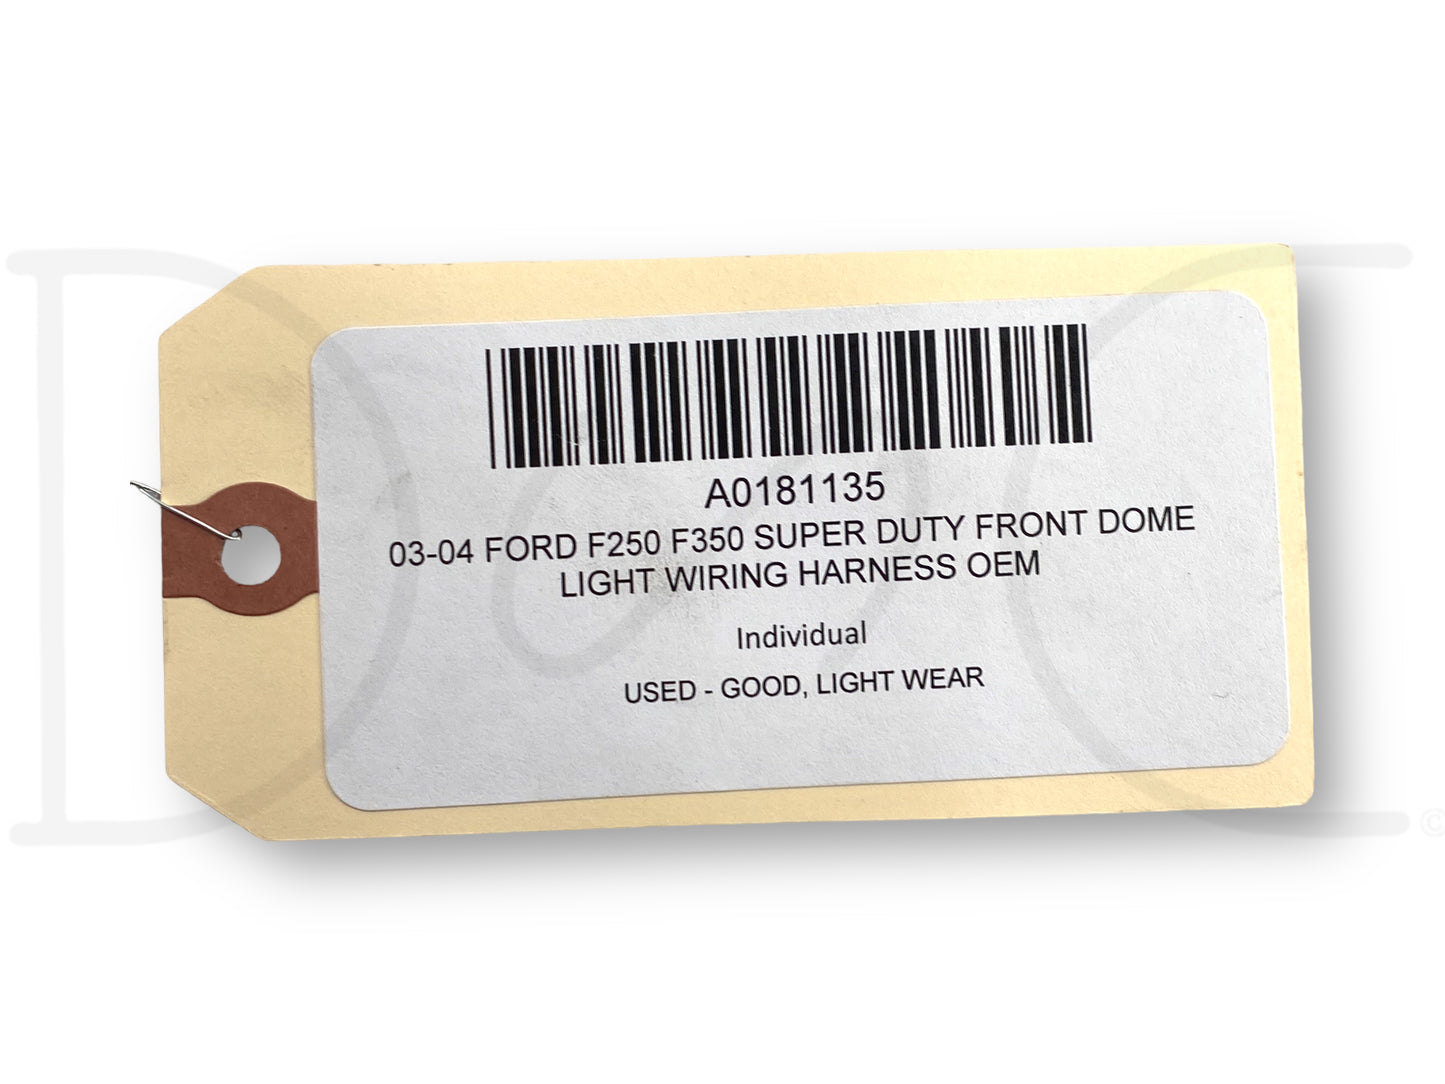 A0181135
03-04 FORD F250 F350 SUPER DUTY FRONT DOME
LIGHT WIRING HARNESS OEM
Individual
USED - GOOD, LIGHT WEAR
©